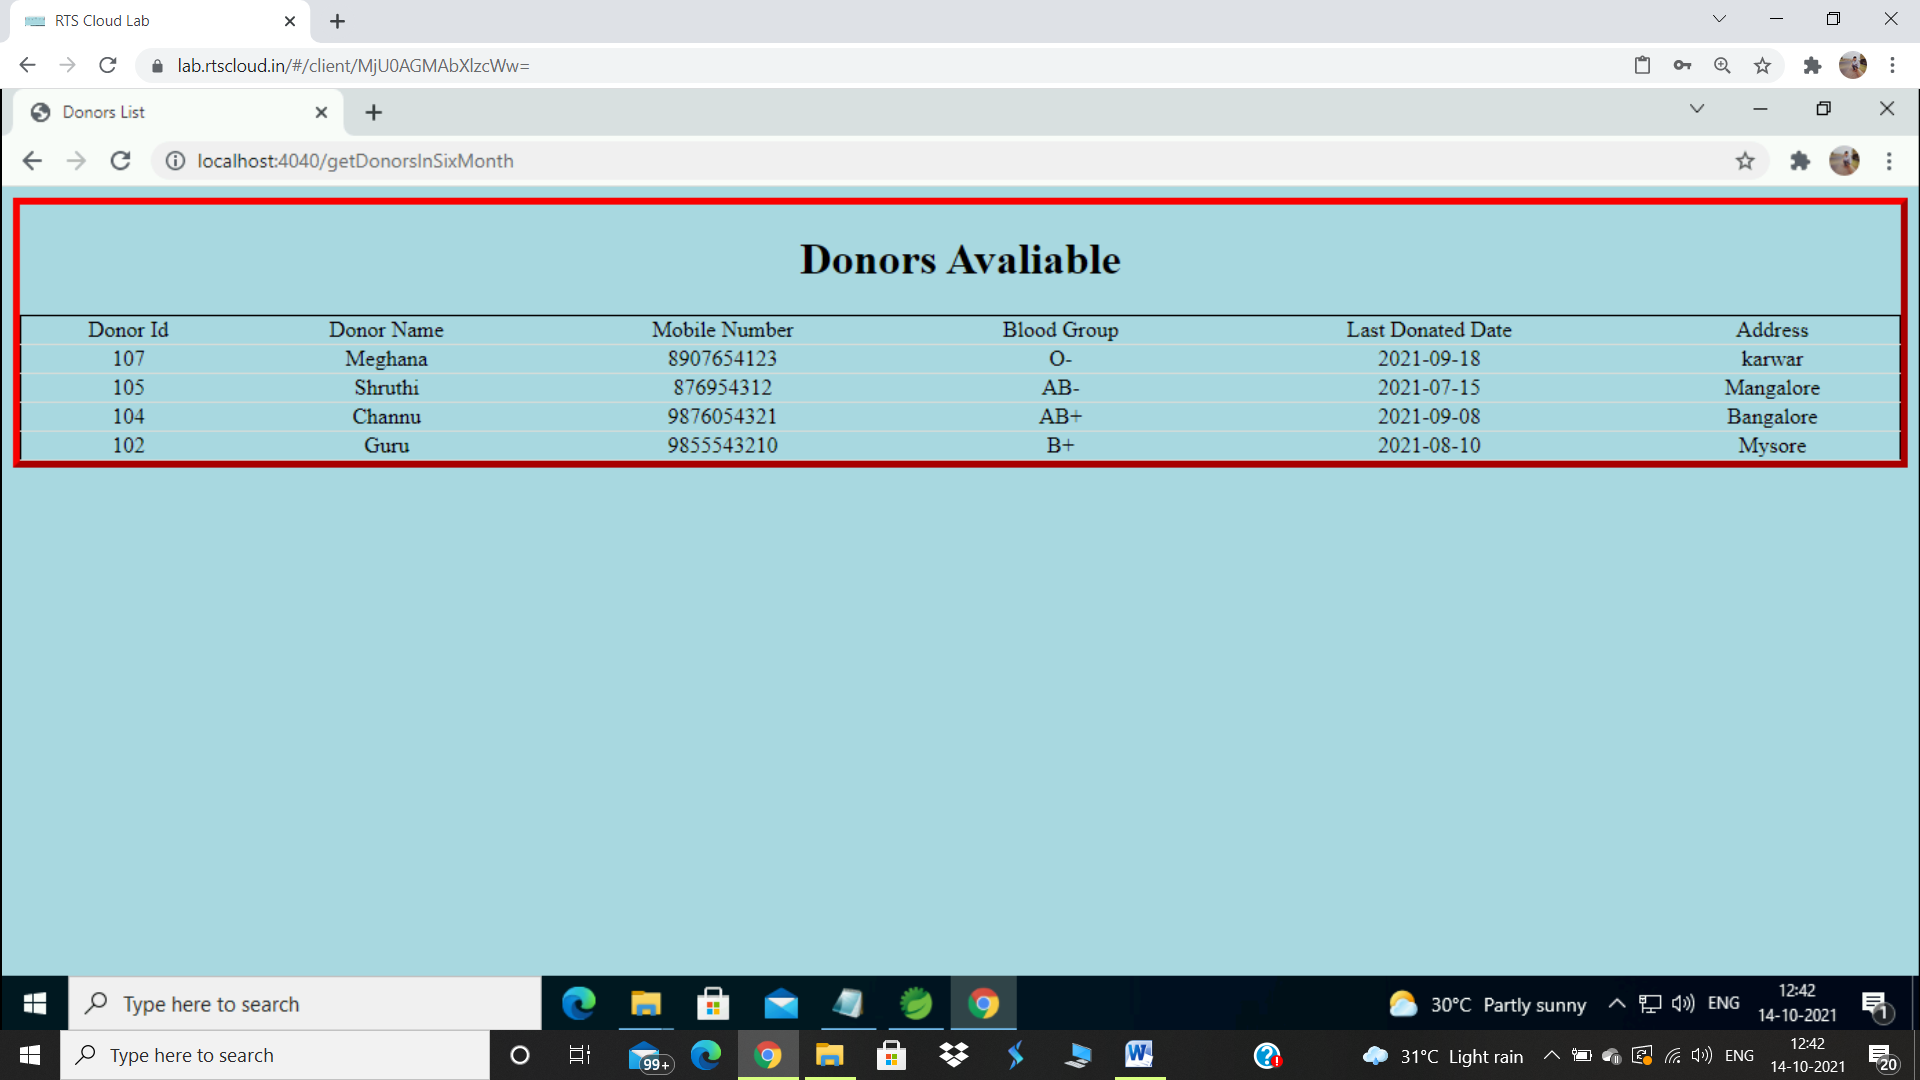 RTS Cloud Lab
lab.rtscloud.in/#/client/MjU0AGMAbXlzcWw=
Donors List
localhost:4040/getDonorsInSixMonth
Donors Avaliable
Donor Id Donor Name Mobile Number Blood Group Last Donated Date Address
107 Meghana 8907654123 O- 2021-09-18 karwar
105 Shruthi 876954312 AB- 2021-07-15 Mangalore
104 Channu 9876054321 AB+ 2021-09-08 Bangalore
102 Guru 9855543210 B+ 2021-08-10 Mysore
Type here to search
30°C Partly sunny
ENG
12:42
14-10-2021
1
Type here to search
99+
31°C Light rain
ENG
12:42
14-10-2021
20